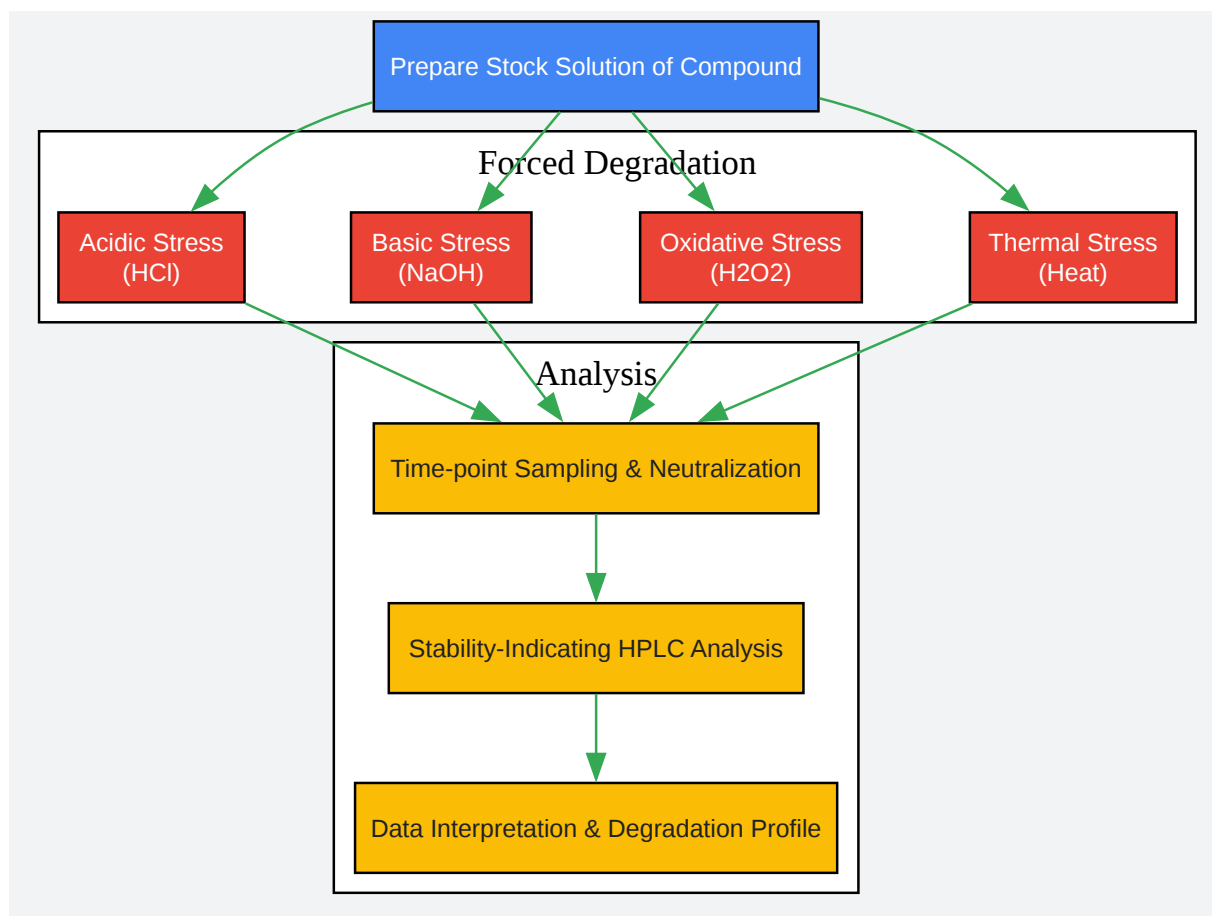 Prepare Stock Solution of Compound
Forced Degradation
Acidic Stress
(HCl)
Basic Stress
(NaOH)
Oxidative Stress
(H2O2)
Thermal Stress
(Heat)
Analysis
Time-point Sampling & Neutralization
Stability-Indicating HPLC Analysis
Data Interpretation & Degradation Profile